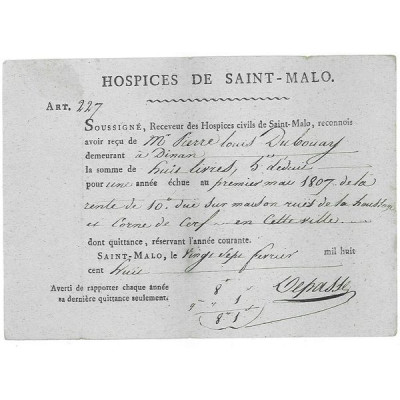 HOSPICES DE SAINT-MALO.
ART. 227
SOUSSIGNÉ, Receveur des Hospices civils de Saint-Malo, reconnois
avoir reçu de Mr Pierre Louis Dubouays
demeurant à Dinan
la somme de huit livres, 5e déduit
pour une année échue au premier mai 1807. de la
rente de 10# due sur maison rues de la
et Corne de Cerf en cette ville
dont quittance, réservant l'année courante.
SAINT-MALO, le vingt sept fevrier mil huit
cent huit
Averti de rapporter chaque année
sa dernière quittance seulement.
Depasse